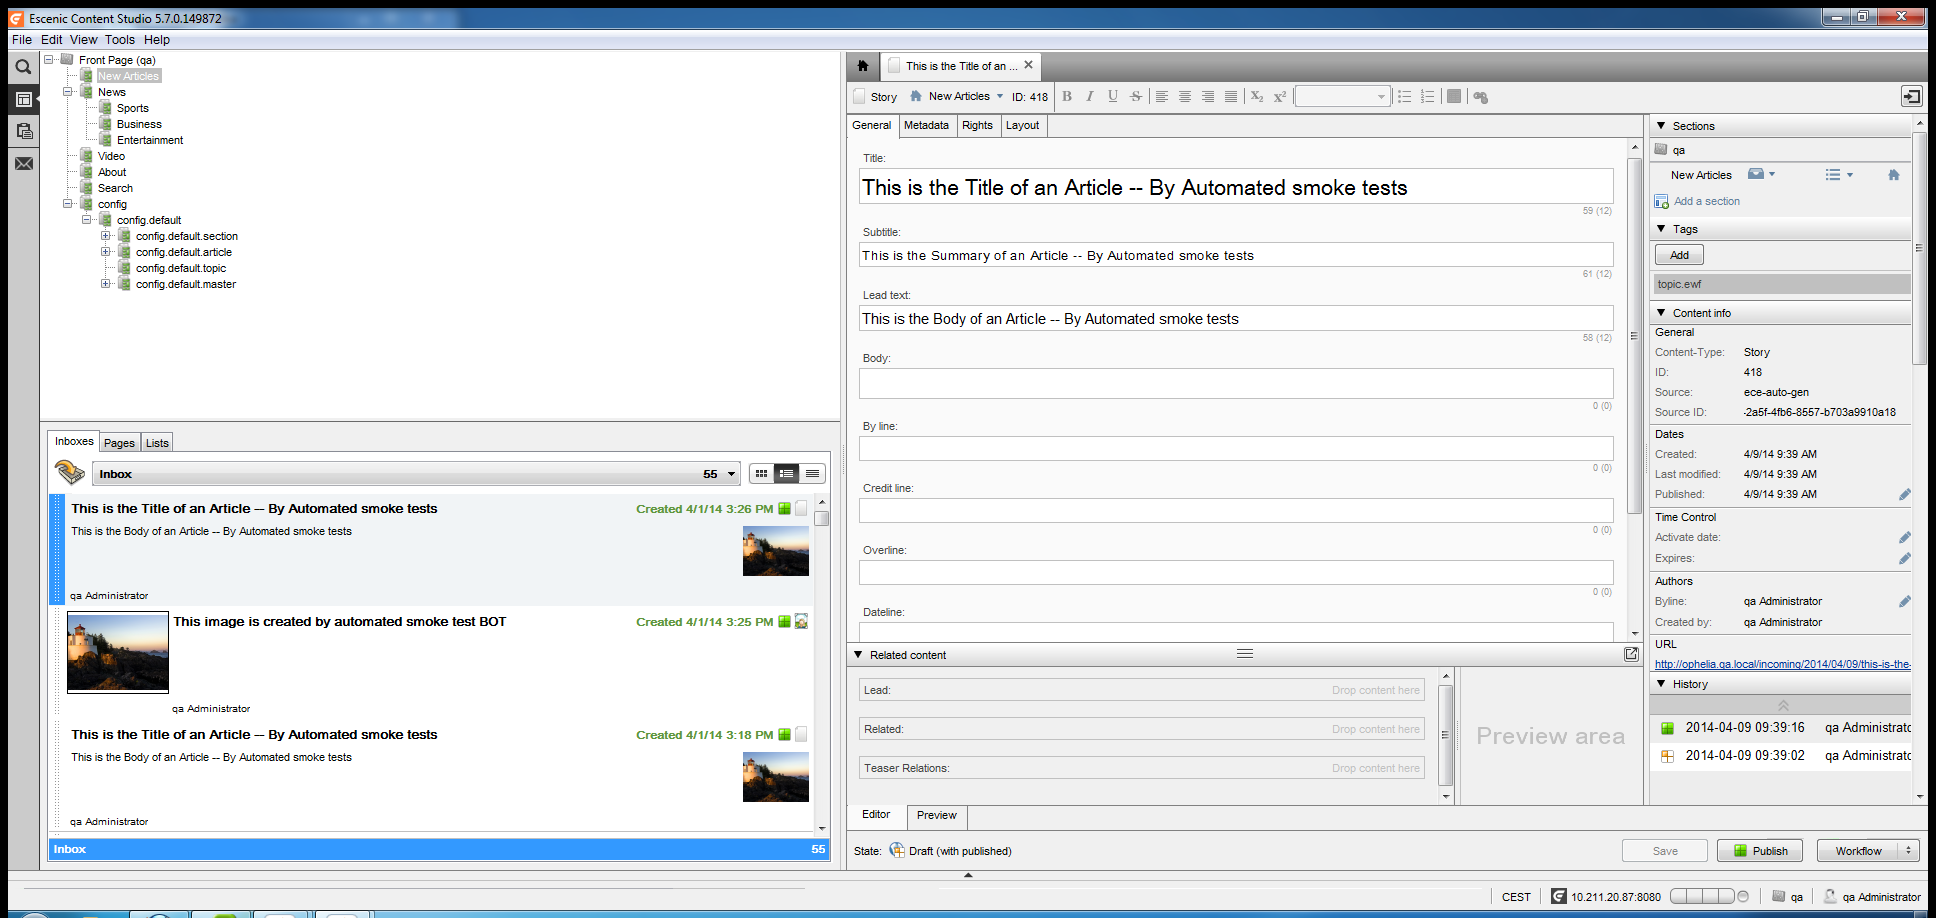 Escenic Content Studio 5.7.0.149872
File Edit View Tools Help
Front Page (qa)
New Articles
News
Sports
Business
Entertainment
Video
About
Search
config
config.default
config.default.section
config.default.article
config.default.topic
config.default.master
Inboxes Pages Lists
Inbox 55
This is the Title of an Article -- By Automated smoke tests Created 4/1/14 3:26 PM
This is the Body of an Article -- By Automated smoke tests
qa Administrator
This image is created by automated smoke test BOT Created 4/1/14 3:25 PM
qa Administrator
This is the Title of an Article -- By Automated smoke tests Created 4/1/14 3:18 PM
This is the Body of an Article -- By Automated smoke tests
qa Administrator
Inbox 55
This is the Title of an ...
Story New Articles ID: 418 B I U S X₂ X²
General Metadata Rights Layout
Title:
This is the Title of an Article -- By Automated smoke tests
59 (12)
Subtitle:
This is the Summary of an Article -- By Automated smoke tests
61 (12)
Lead text:
This is the Body of an Article -- By Automated smoke tests
58 (12)
Body:
0 (0)
By line:
0 (0)
Credit line:
0 (0)
Overline:
0 (0)
Dateline:
Related content
Lead: Drop content here
Related: Drop content here
Teaser Relations: Drop content here
Preview area
Editor Preview
State: Draft (with published)
Save Publish Workflow
Sections
qa
New Articles
Add a section
Tags
Add
topic.ewf
Content info
General
Content-Type: Story
ID: 418
Source: ece-auto-gen
Source ID: -2a5f-4fb6-8557-b703a9910a18
Dates
Created: 4/9/14 9:39 AM
Last modified: 4/9/14 9:39 AM
Published: 4/9/14 9:39 AM
Time Control
Activate date:
Expires:
Authors
Byline: qa Administrator
Created by: qa Administrator
URL
http://ophelia.qa.local/incoming/2014/04/09/this-is-the-
History
2014-04-09 09:39:16 qa Administratc
2014-04-09 09:39:02 qa Administratc
CEST 10.211.20.87:8080 qa qa Administrator